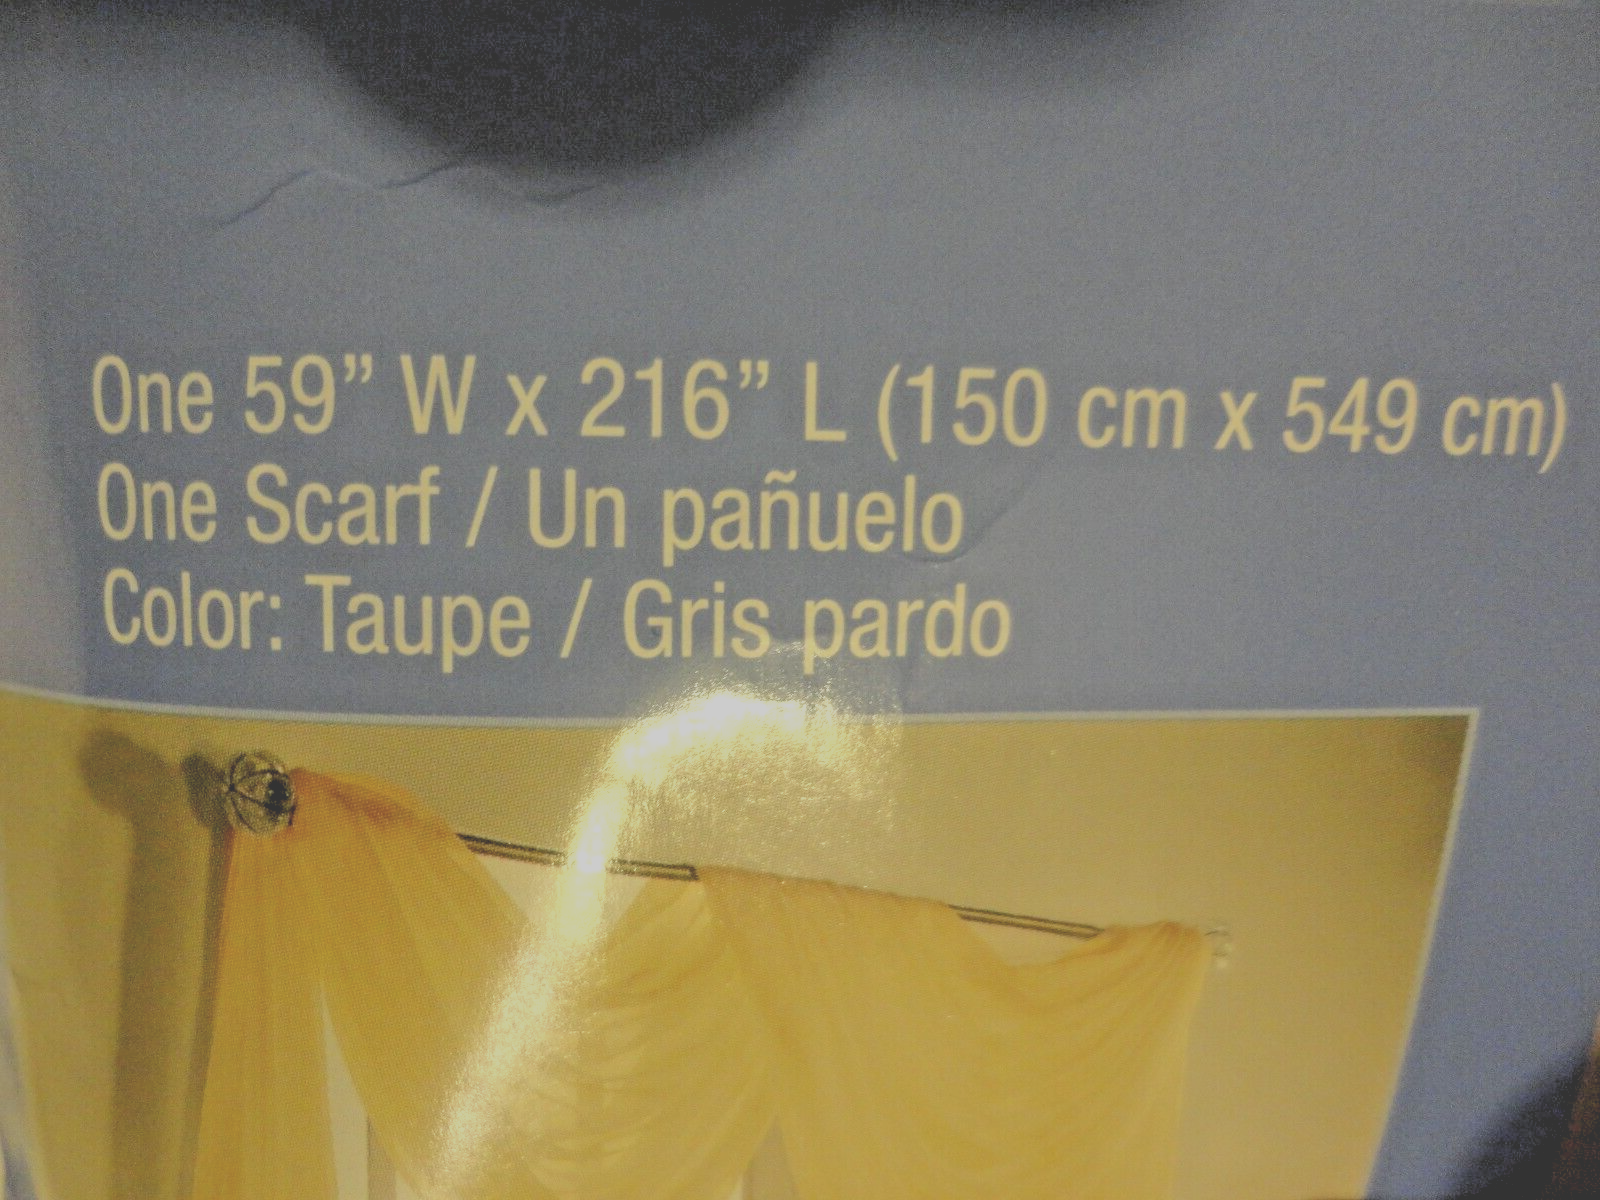 One 59” W x 216” L (150 cm x 549 cm)
One Scarf / Un pañuelo
Color: Taupe / Gris pardo